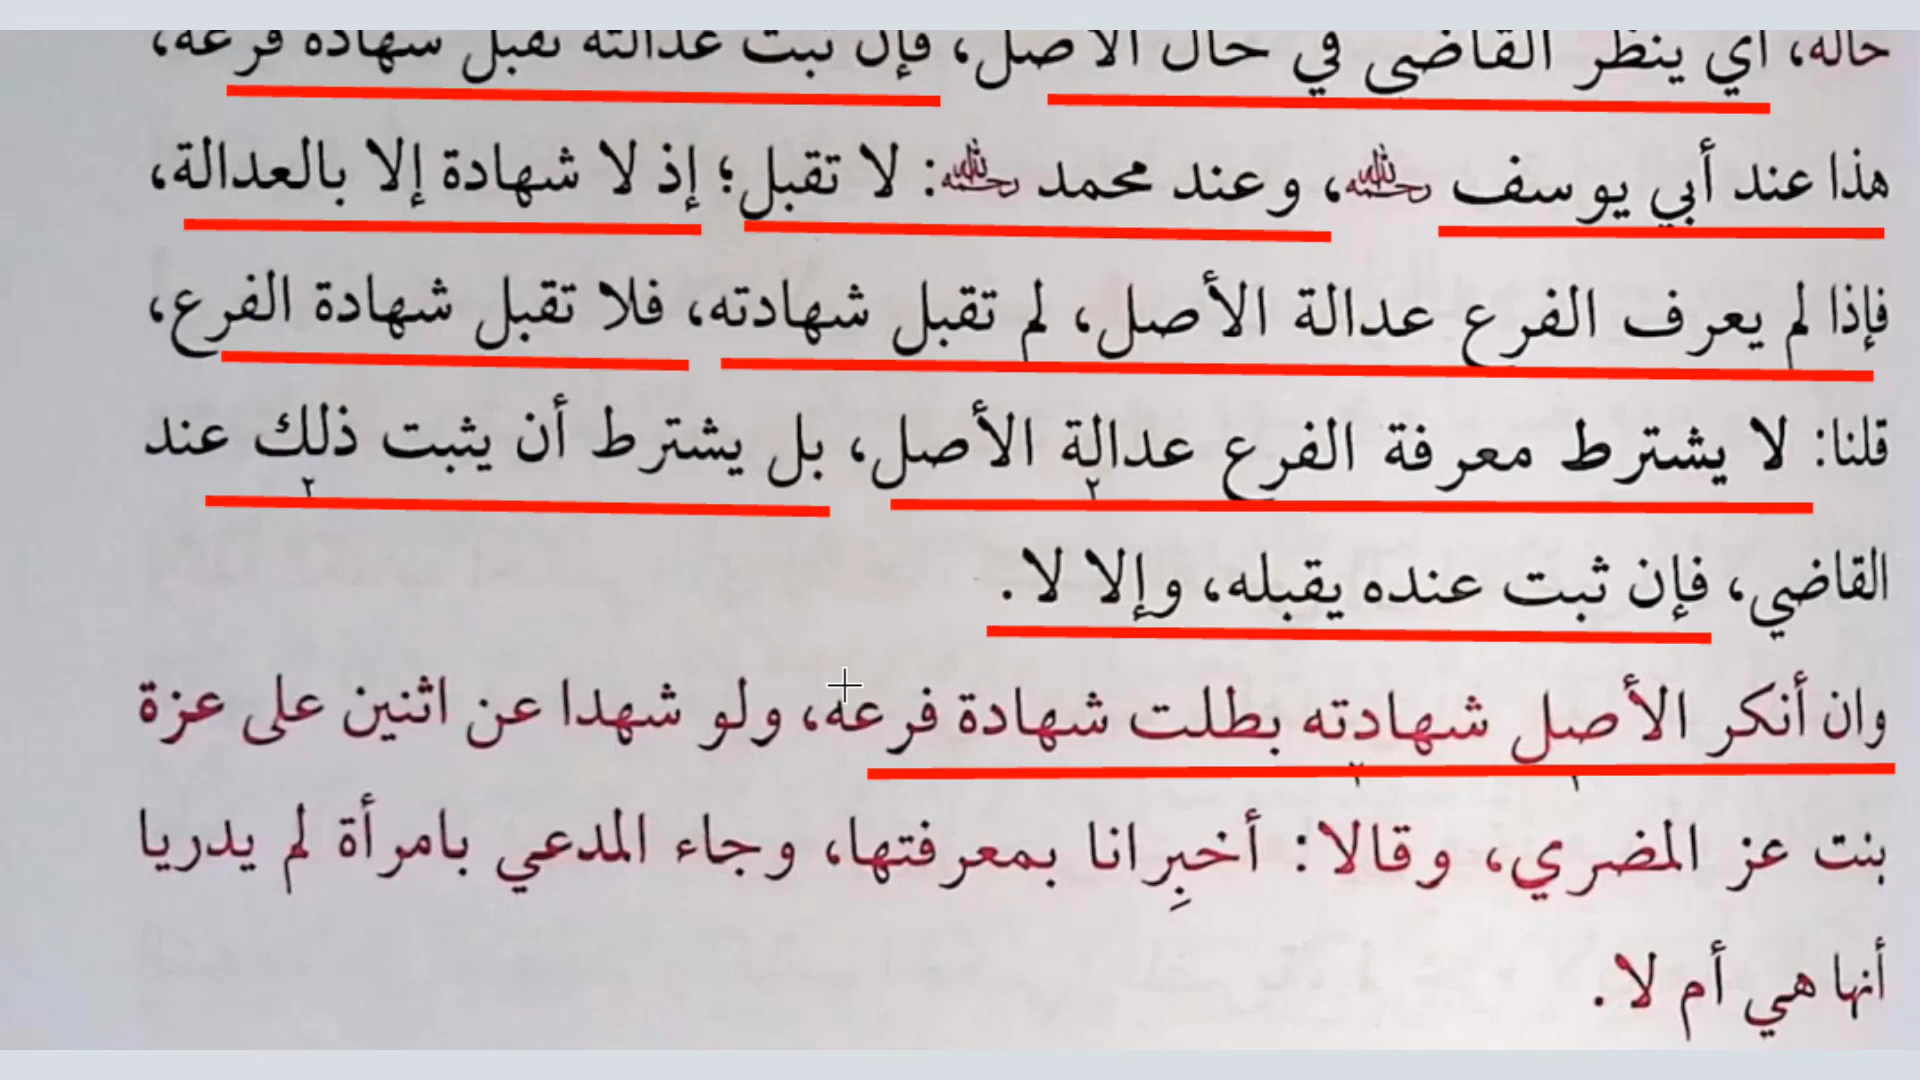 حاله، أي ينظر القاضي في حال الأصل، فإن ثبت عدالته تقبل شهادة فرعه،
هذا عند أبي يوسف رحمه الله، وعند محمد رحمه الله: لا تقبل؛ إذ لا شهادة إلا بالعدالة،
فإذا لم يعرف الفرع عدالة الأصل، لم تقبل شهادته، فلا تقبل شهادة الفرع،
قلنا: لا يشترط معرفة الفرع عدالة الأصل، بل يشترط أن يثبت ذلك عند
٢ ٢
القاضي، فإن ثبت عنده يقبله، وإلا لا.
وان أنكر الأصل شهادته بطلت شهادة فرعه، ولو شهدا عن اثنين على عزة
بنت عز المضري، وقالا: أخبِرانا بمعرفتها، وجاء المدعي بامرأة لم يدريا
أنها هي أم لا.